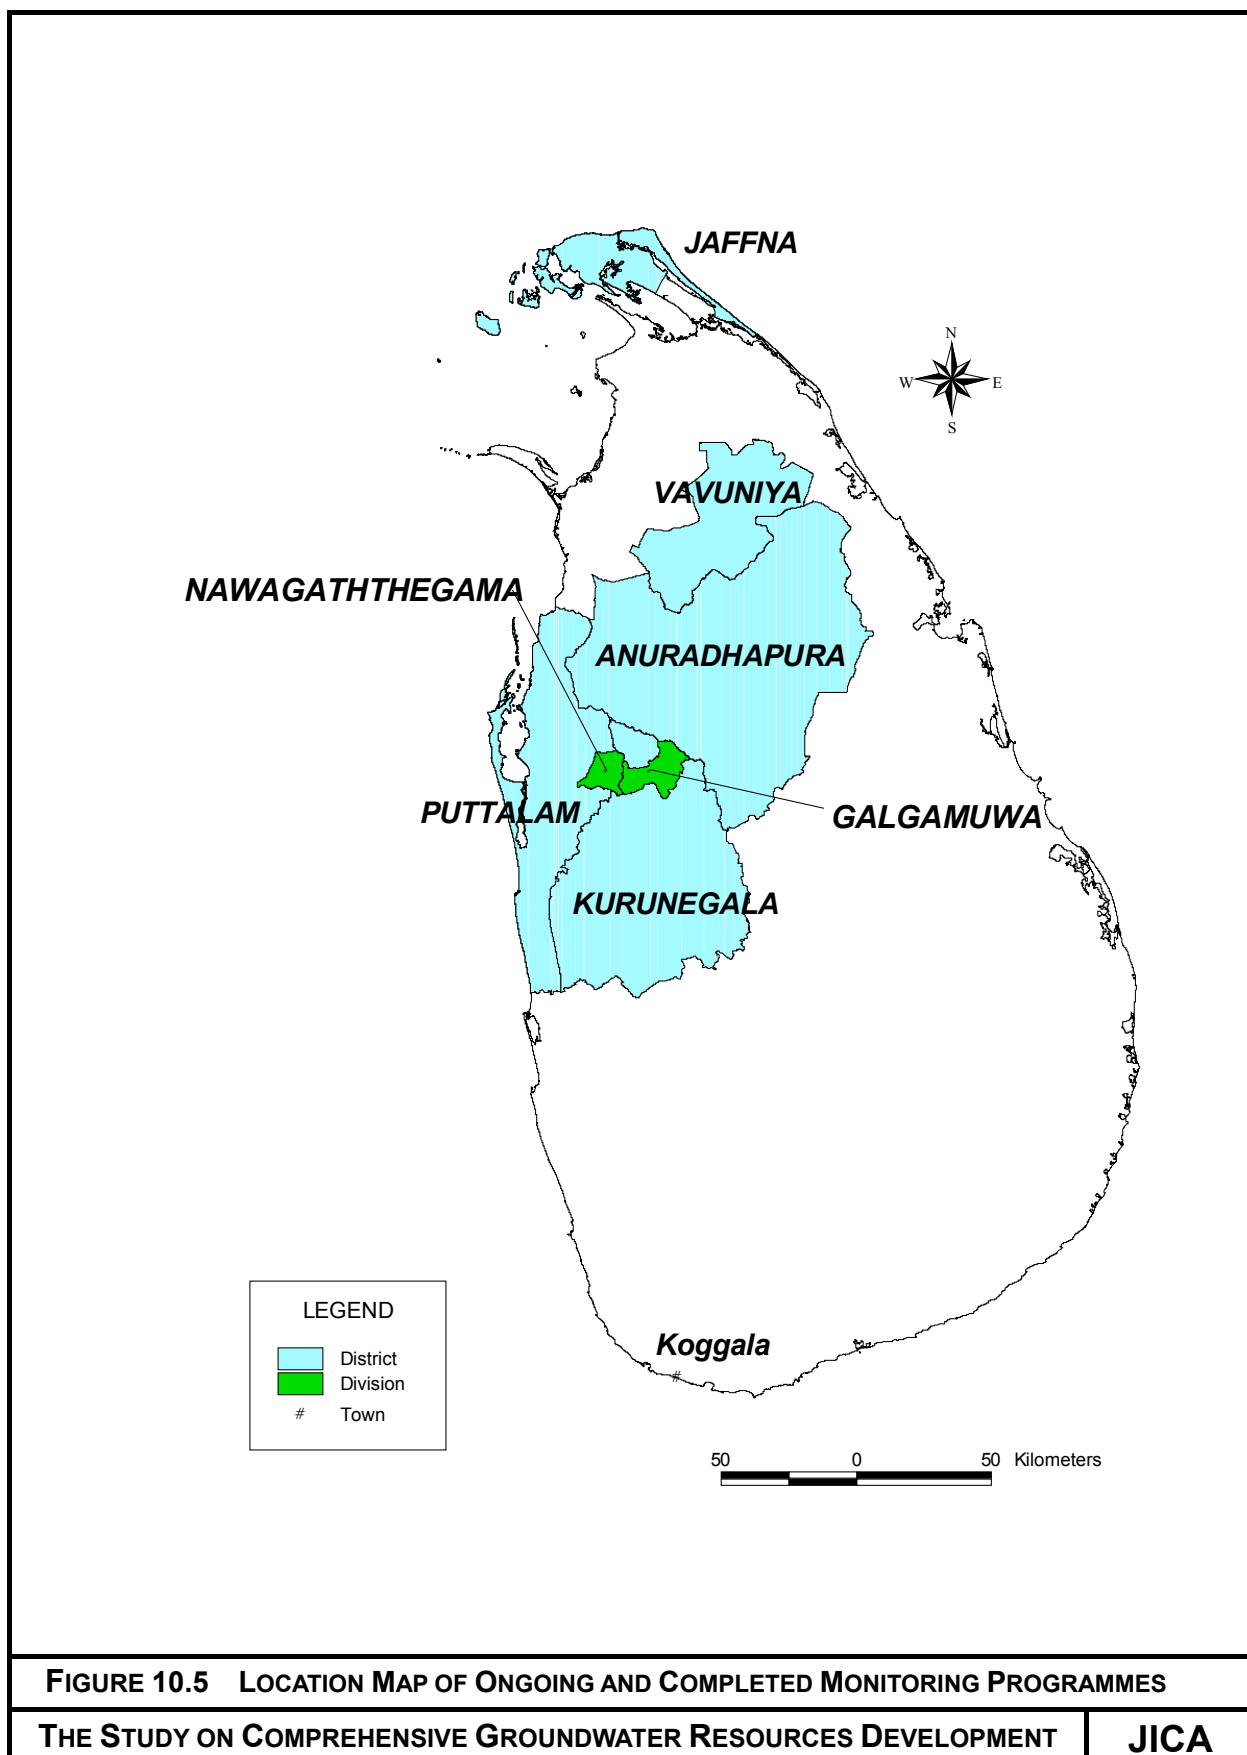 JAFFNA
N
W E
S
VAVUNIYA
NAWAGATHTHEGAMA
ANURADHAPURA
PUTTALAM
GALGAMUWA
KURUNEGALA
LEGEND
District
Division
# Town
Koggala
#
50 0 50 Kilometers
FIGURE 10.5 LOCATION MAP OF ONGOING AND COMPLETED MONITORING PROGRAMMES
THE STUDY ON COMPREHENSIVE GROUNDWATER RESOURCES DEVELOPMENT JICA